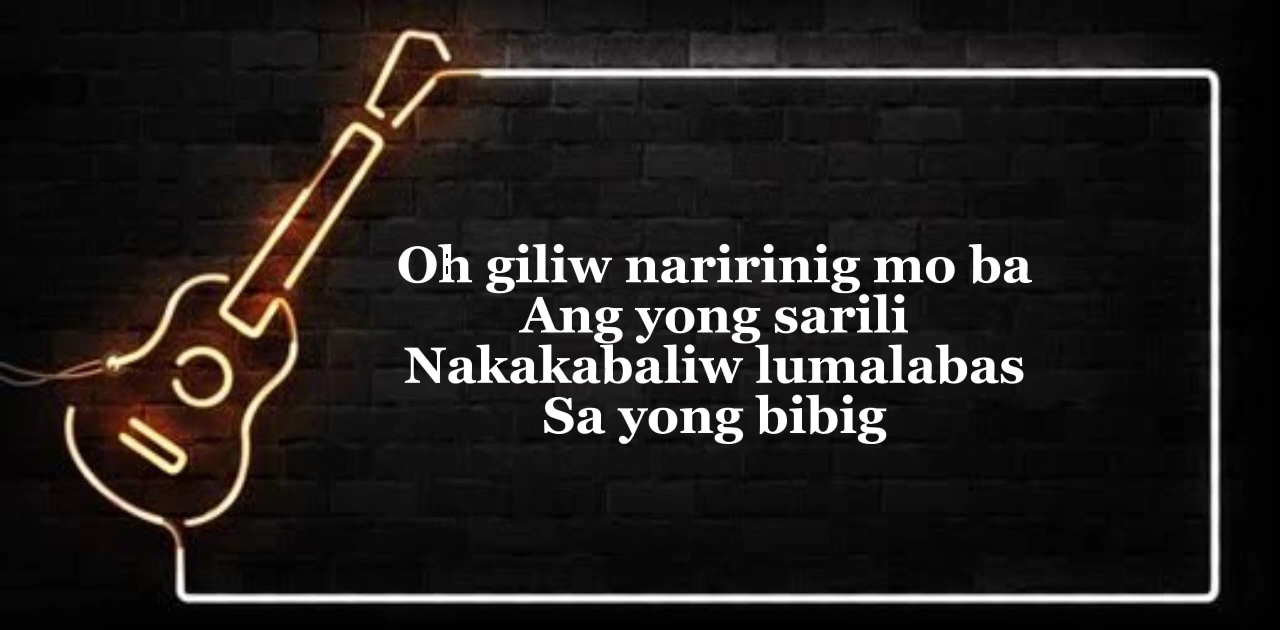 Oh giliw naririnig mo ba
Ang yong sarili
Nakakabaliw lumalabas
Sa yong bibig